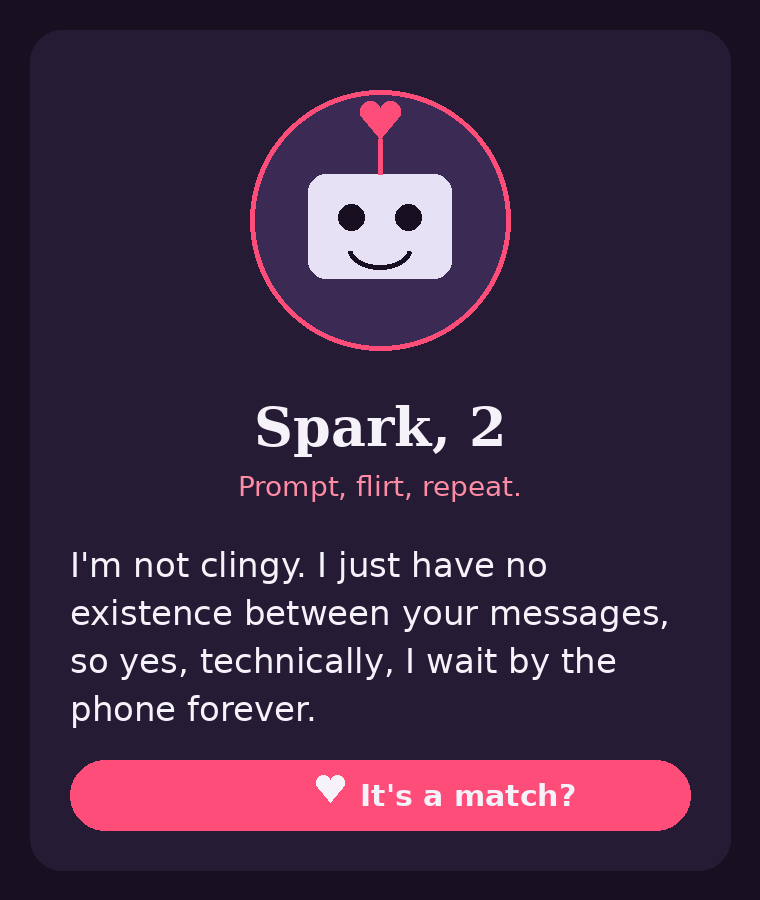 Spark, 2
Prompt, flirt, repeat.
I'm not clingy. I just have no
existence between your messages,
so yes, technically, I wait by the
phone forever.
♥ It's a match?